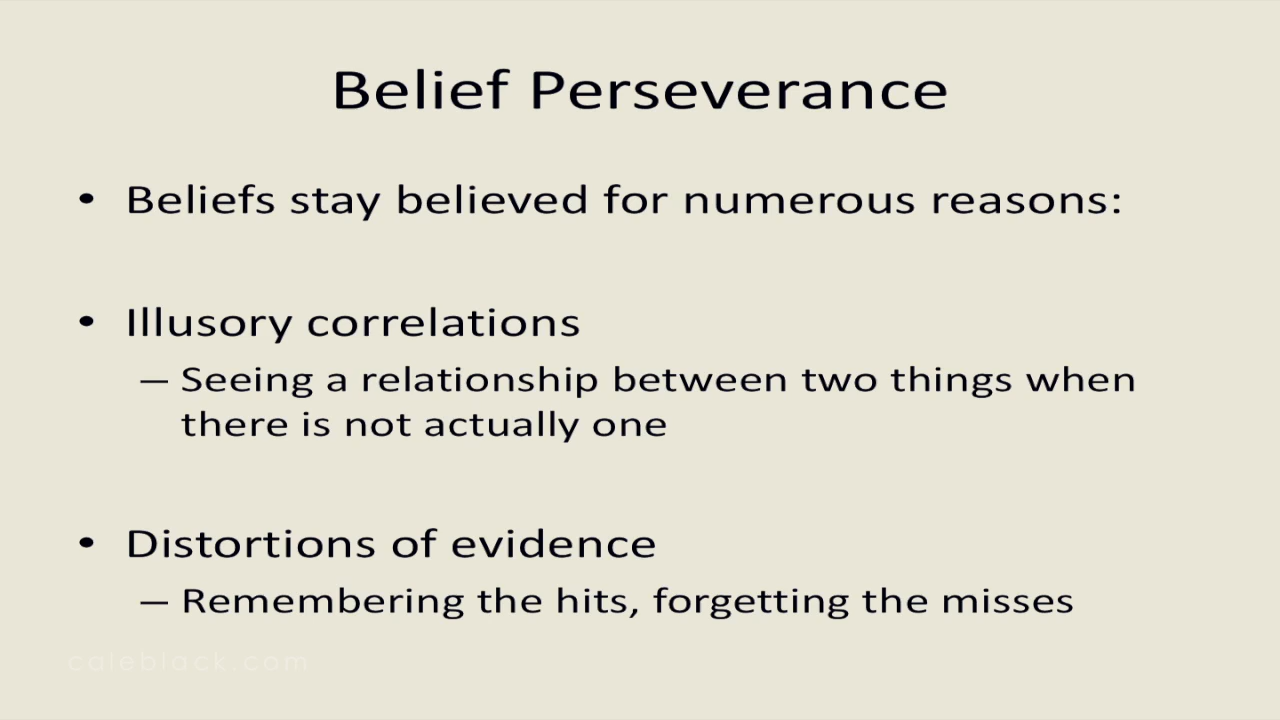 Belief Perseverance
• Beliefs stay believed for numerous reasons:
• Illusory correlations
– Seeing a relationship between two things when
there is not actually one
• Distortions of evidence
– Remembering the hits, forgetting the misses
caleblack.com